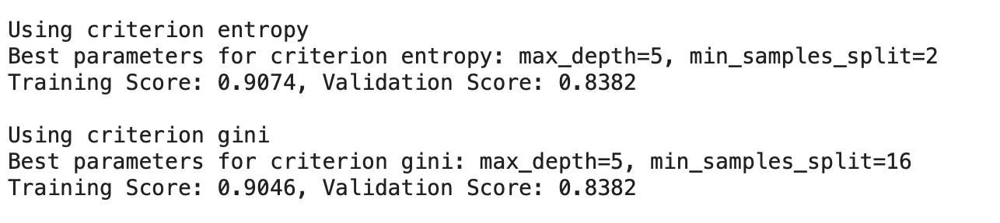 Using criterion entropy
Best parameters for criterion entropy: max_depth=5, min_samples_split=2
Training Score: 0.9074, Validation Score: 0.8382
Using criterion gini
Best parameters for criterion gini: max_depth=5, min_samples_split=16
Training Score: 0.9046, Validation Score: 0.8382